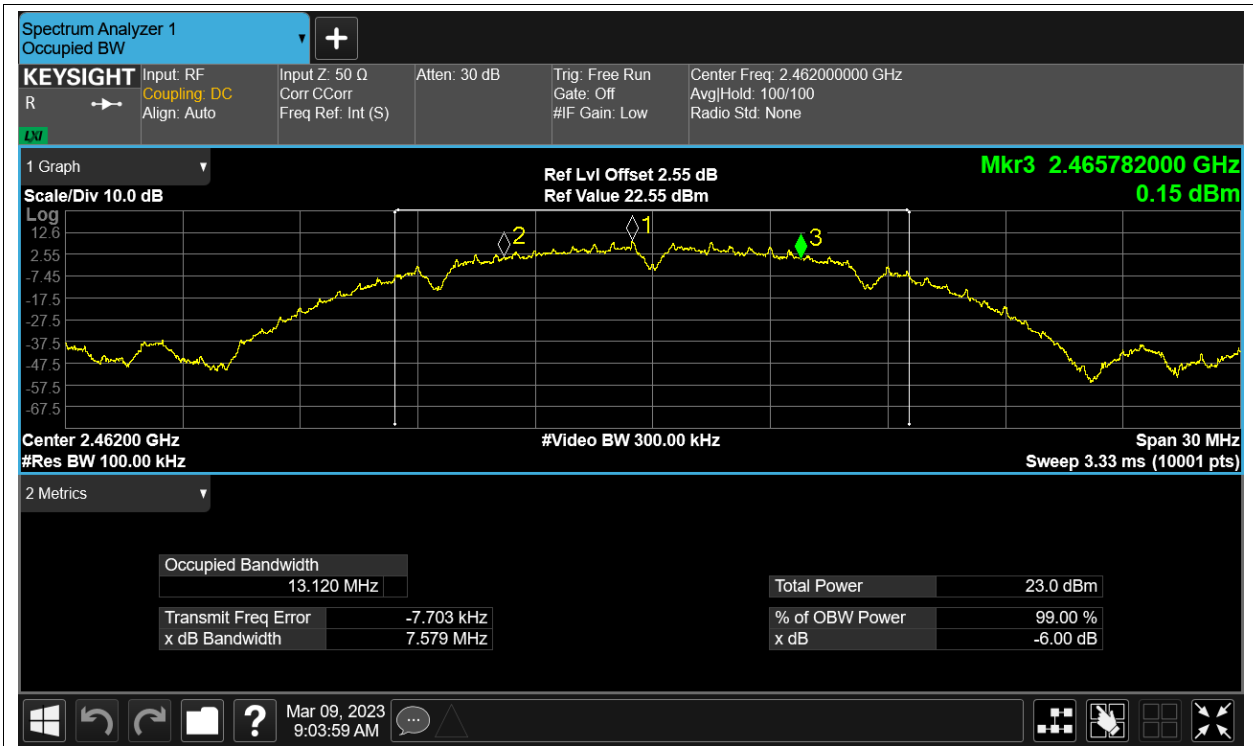 Spectrum Analyzer 1
Occupied BW
KEYSIGHT
R
LXI
Input: RF
Coupling: DC
Align: Auto
Input Z: 50 Ω
Corr CCorr
Freq Ref: Int (S)
Atten: 30 dB
Trig: Free Run
Gate: Off
#IF Gain: Low
Center Freq: 2.462000000 GHz
Avg|Hold: 100/100
Radio Std: None
1 Graph
Scale/Div 10.0 dB
Ref Lvl Offset 2.55 dB
Ref Value 22.55 dBm
Mkr3 2.465782000 GHz
0.15 dBm
Log
12.6
2.55
-7.45
-17.5
-27.5
-37.5
-47.5
-57.5
-67.5
2
1
3
Center 2.46200 GHz
#Res BW 100.00 kHz
#Video BW 300.00 kHz
Span 30 MHz
Sweep 3.33 ms (10001 pts)
2 Metrics
Occupied Bandwidth
13.120 MHz
Transmit Freq Error -7.703 kHz
x dB Bandwidth 7.579 MHz
Total Power 23.0 dBm
% of OBW Power 99.00 %
x dB -6.00 dB
?
Mar 09, 2023
9:03:59 AM